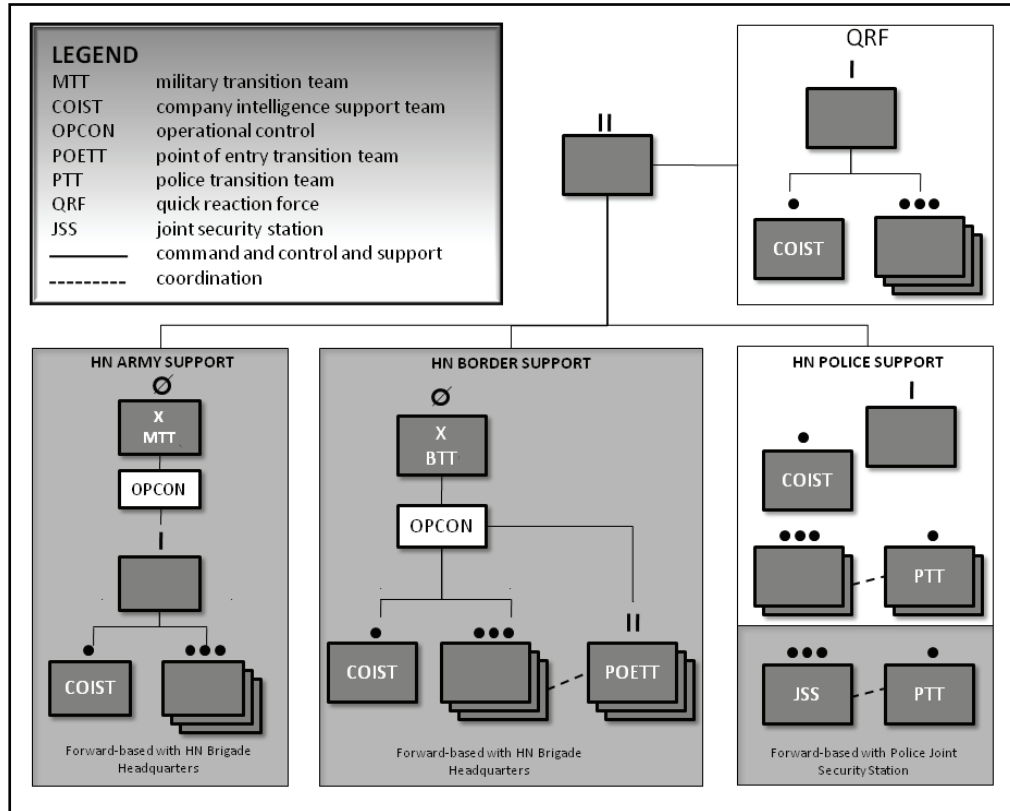 LEGEND
MTT military transition team
COIST company intelligence support team
OPCON operational control
POETT point of entry transition team
PTT police transition team
QRF quick reaction force
JSS joint security station
command and control and support
coordination
QRF
COIST
HN ARMY SUPPORT
X
MTT
OPCON
COIST
Forward-based with HN Brigade
Headquarters
HN BORDER SUPPORT
X
BTT
OPCON
COIST
POETT
Forward-based with HN Brigade
Headquarters
HN POLICE SUPPORT
COIST
PTT
JSS
PTT
Forward-based with Police Joint
Security Station